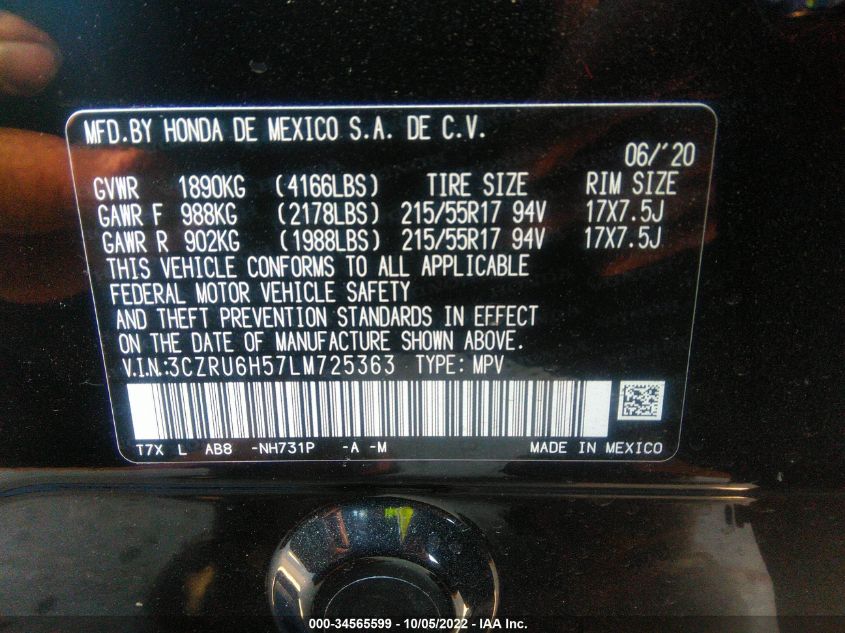 MFD.BY HONDA DE MEXICO S.A. DE C.V.
06/'20
GVWR 1890KG (4166LBS) TIRE SIZE RIM SIZE
GAWR F 988KG (2178LBS) 215/55R17 94V 17X7.5J
GAWR R 902KG (1988LBS) 215/55R17 94V 17X7.5J
THIS VEHICLE CONFORMS TO ALL APPLICABLE
FEDERAL MOTOR VEHICLE SAFETY
AND THEFT PREVENTION STANDARDS IN EFFECT
ON THE DATE OF MANUFACTURE SHOWN ABOVE.
V.I.N.:3CZRU6H57LM725363 TYPE: MPV
T7X L AB8 -NH731P -A -M MADE IN MEXICO
000-34565599 - 10/05/2022 - IAA Inc.